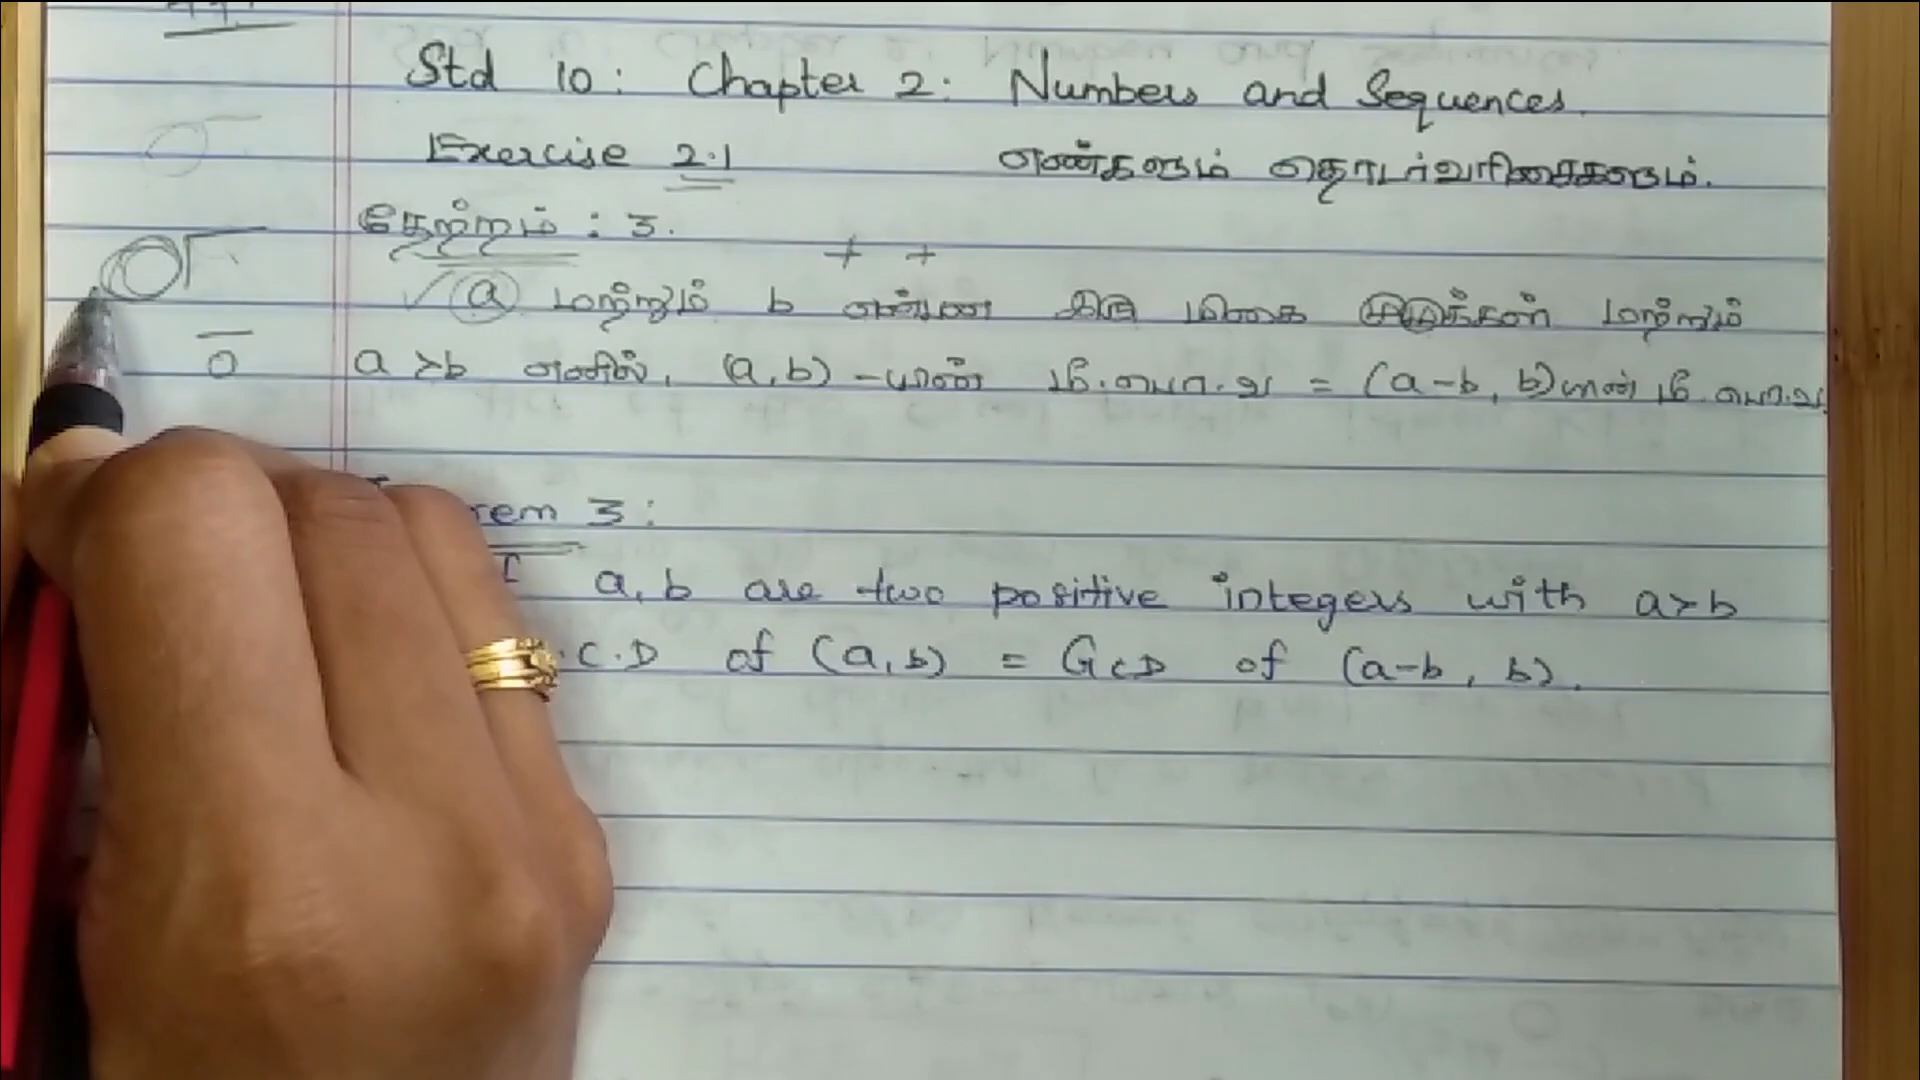 Std 10: Chapter 2: Numbers and Sequences.
Exercise 2.1 எண்களும் தொடர்வரிசைகளும்.
தேற்றம் : 3.
+ +
✓ a மற்றும் b என்பன இரு மிகை முழுக்கள் மற்றும்
0 a > b எனில், (a, b) -யின் மீ.பொ.வ = (a-b, b)யின் மீ.பொ.வ.
rem 3:
a, b are two positive integers with a>b
.C.D of (a, b) = GCD of (a-b, b).